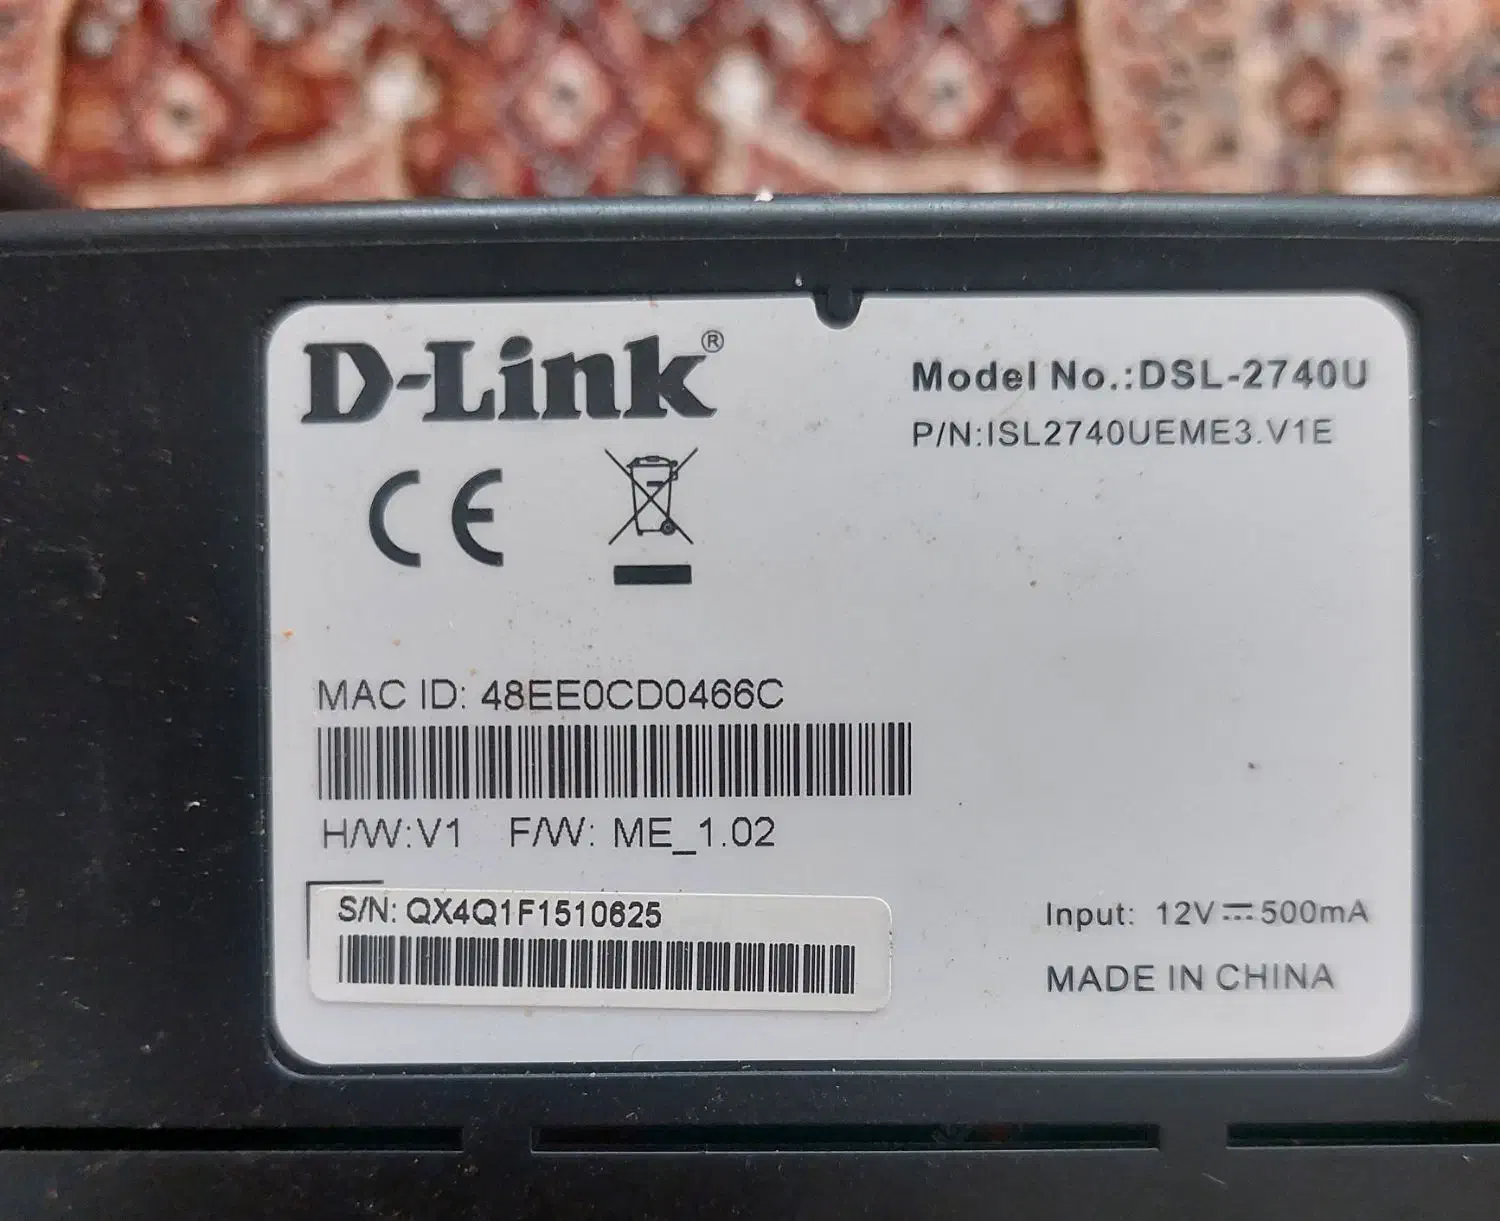 D-Link®
Model No.:DSL-2740U
P/N:ISL2740UEME3.V1E
CE
MAC ID: 48EE0CD0466C
H/W:V1 F/W: ME_1.02
S/N: QX4Q1F1510625
Input: 12V⎓500mA
MADE IN CHINA